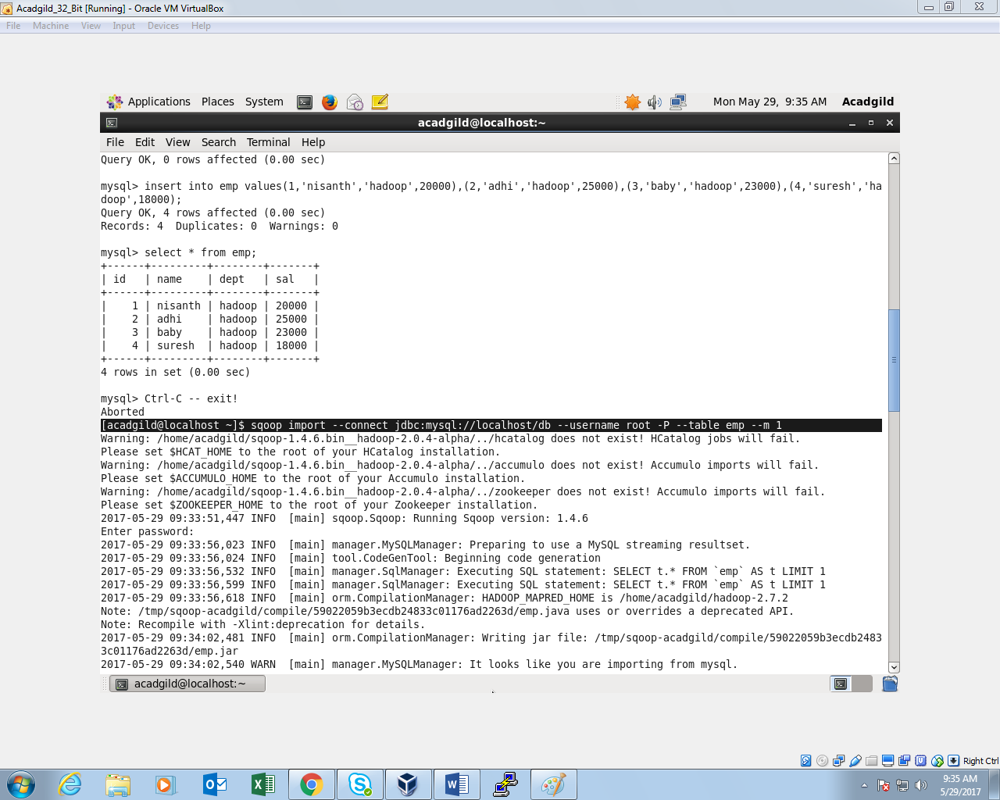 Acadgild_32_Bit [Running] - Oracle VM VirtualBox
File Machine View Input Devices Help
Applications Places System Mon May 29, 9:35 AM Acadgild
acadgild@localhost:~
File Edit View Search Terminal Help
Query OK, 0 rows affected (0.00 sec)
mysql> insert into emp values(1,'nisanth','hadoop',20000),(2,'adhi','hadoop',25000),(3,'baby','hadoop',23000),(4,'suresh','ha
doop',18000);
Query OK, 4 rows affected (0.00 sec)
Records: 4  Duplicates: 0  Warnings: 0
mysql> select * from emp;
+------+---------+--------+-------+
| id   | name    | dept   | sal   |
+------+---------+--------+-------+
|    1 | nisanth | hadoop | 20000 |
|    2 | adhi    | hadoop | 25000 |
|    3 | baby    | hadoop | 23000 |
|    4 | suresh  | hadoop | 18000 |
+------+---------+--------+-------+
4 rows in set (0.00 sec)
mysql> Ctrl-C -- exit!
Aborted
[acadgild@localhost ~]$ sqoop import --connect jdbc:mysql://localhost/db --username root -P --table emp --m 1
Warning: /home/acadgild/sqoop-1.4.6.bin__hadoop-2.0.4-alpha/../hcatalog does not exist! HCatalog jobs will fail.
Please set $HCAT_HOME to the root of your HCatalog installation.
Warning: /home/acadgild/sqoop-1.4.6.bin__hadoop-2.0.4-alpha/../accumulo does not exist! Accumulo imports will fail.
Please set $ACCUMULO_HOME to the root of your Accumulo installation.
Warning: /home/acadgild/sqoop-1.4.6.bin__hadoop-2.0.4-alpha/../zookeeper does not exist! Accumulo imports will fail.
Please set $ZOOKEEPER_HOME to the root of your Zookeeper installation.
2017-05-29 09:33:51,447 INFO  [main] sqoop.Sqoop: Running Sqoop version: 1.4.6
Enter password:
2017-05-29 09:33:56,023 INFO  [main] manager.MySQLManager: Preparing to use a MySQL streaming resultset.
2017-05-29 09:33:56,024 INFO  [main] tool.CodeGenTool: Beginning code generation
2017-05-29 09:33:56,532 INFO  [main] manager.SqlManager: Executing SQL statement: SELECT t.* FROM `emp` AS t LIMIT 1
2017-05-29 09:33:56,599 INFO  [main] manager.SqlManager: Executing SQL statement: SELECT t.* FROM `emp` AS t LIMIT 1
2017-05-29 09:33:56,618 INFO  [main] orm.CompilationManager: HADOOP_MAPRED_HOME is /home/acadgild/hadoop-2.7.2
Note: /tmp/sqoop-acadgild/compile/59022059b3ecdb24833c01176ad2263d/emp.java uses or overrides a deprecated API.
Note: Recompile with -Xlint:deprecation for details.
2017-05-29 09:34:02,481 INFO  [main] orm.CompilationManager: Writing jar file: /tmp/sqoop-acadgild/compile/59022059b3ecdb2483
3c01176ad2263d/emp.jar
2017-05-29 09:34:02,540 WARN  [main] manager.MySQLManager: It looks like you are importing from mysql.
acadgild@localhost:~
Right Ctrl
9:35 AM
5/29/2017